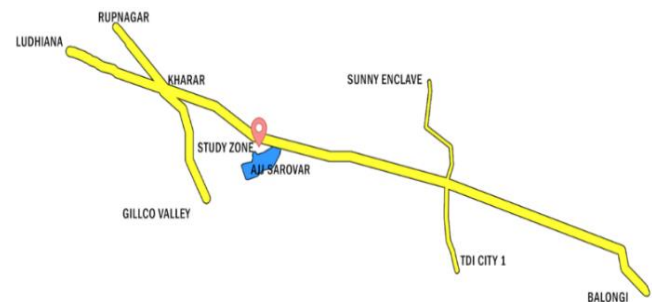 RUPNAGAR
LUDHIANA
KHARAR
SUNNY ENCLAVE
STUDY ZONE
AJJ SAROVAR
GILLCO VALLEY
TDI CITY 1
BALONGI